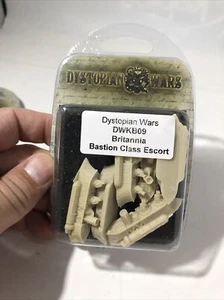 DYSTOPIAN WARS
Dystopian Wars
DWKB09
Britannia
Bastion Class Escort